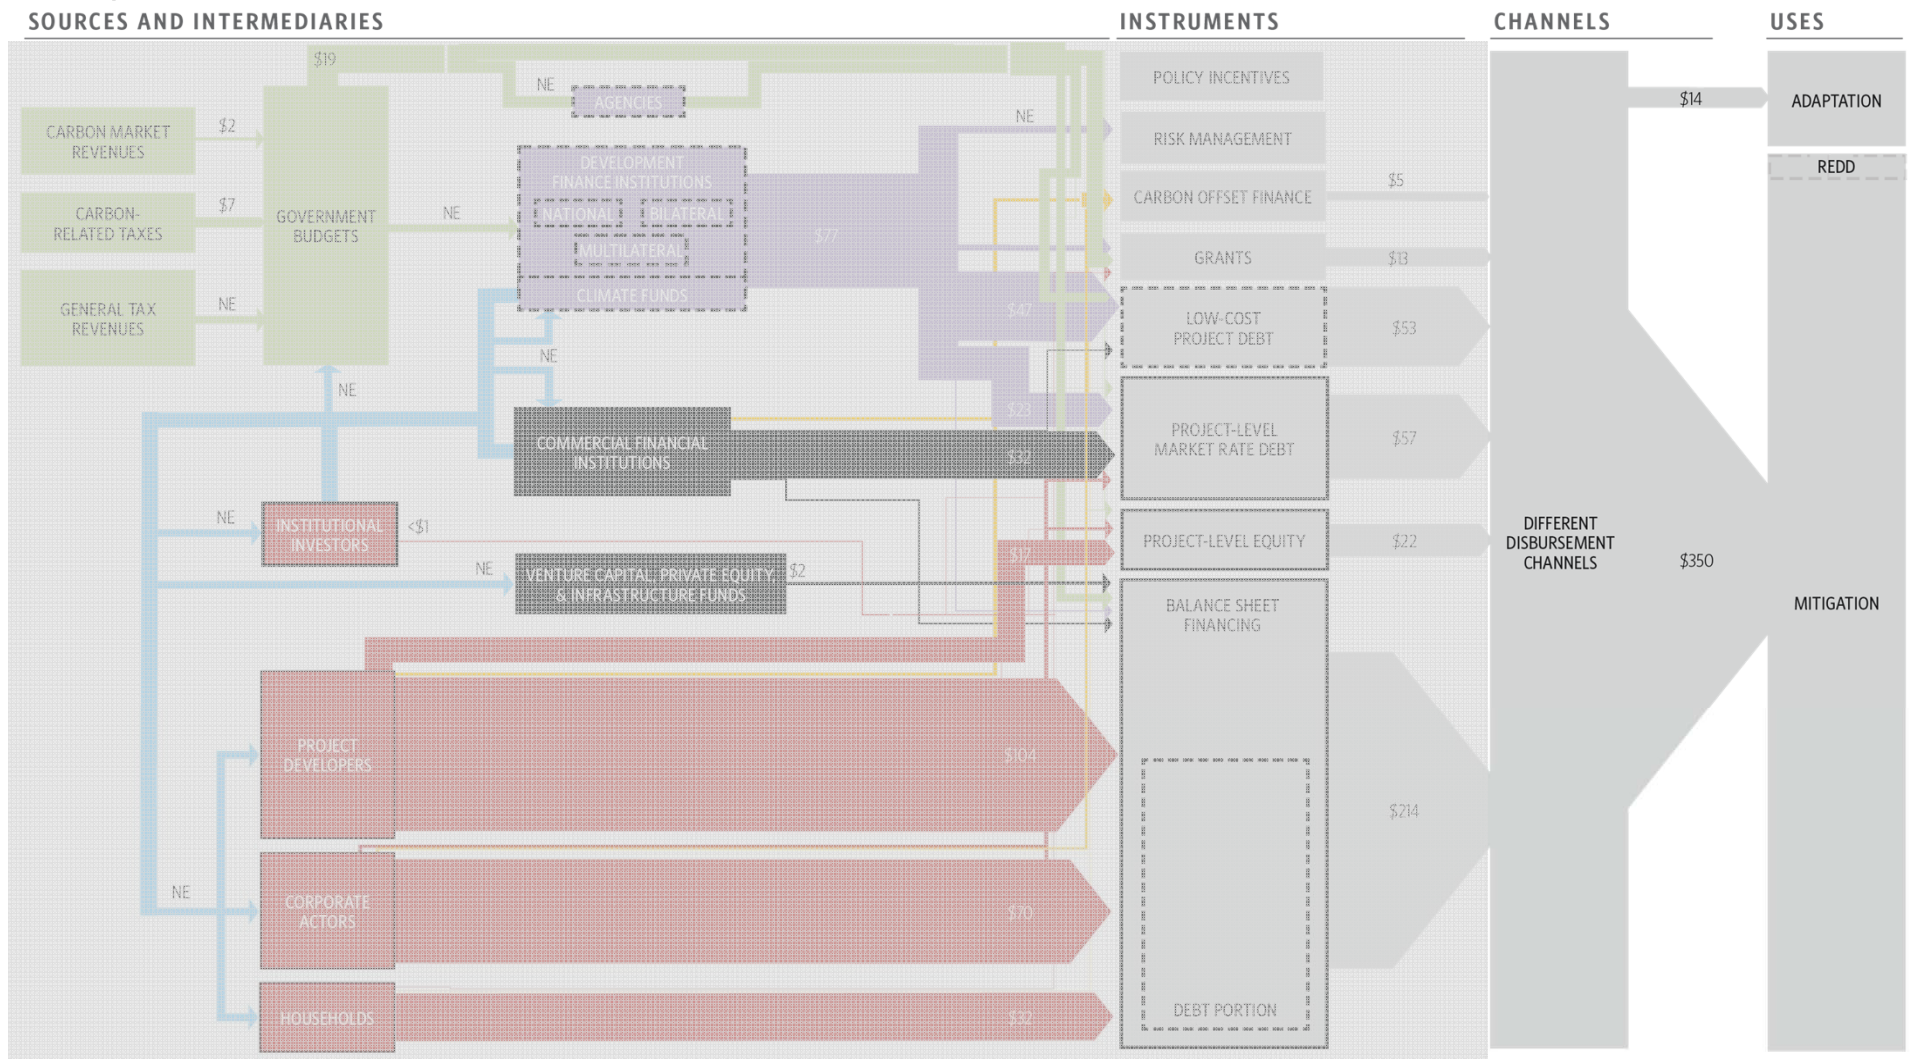 SOURCES AND INTERMEDIARIES
INSTRUMENTS
CHANNELS
USES
$19
NE
AGENCIES
CARBON MARKET
REVENUES
$2
CARBON-
RELATED TAXES
$7
GENERAL TAX
REVENUES
NE
GOVERNMENT
BUDGETS
NE
DEVELOPMENT
FINANCE INSTITUTIONS
NATIONAL
BILATERAL
MULTILATERAL
CLIMATE FUNDS
$77
NE
$47
$23
NE
NE
COMMERCIAL FINANCIAL
INSTITUTIONS
$32
NE
INSTITUTIONAL
INVESTORS
<$1
NE
VENTURE CAPITAL, PRIVATE EQUITY
& INFRASTRUCTURE FUNDS
$2
$17
PROJECT
DEVELOPERS
$104
NE
CORPORATE
ACTORS
$70
HOUSEHOLDS
$32
POLICY INCENTIVES
RISK MANAGEMENT
CARBON OFFSET FINANCE
$5
GRANTS
$13
LOW-COST
PROJECT DEBT
$53
PROJECT-LEVEL
MARKET RATE DEBT
$57
PROJECT-LEVEL EQUITY
$22
BALANCE SHEET
FINANCING
$214
DEBT PORTION
DIFFERENT
DISBURSEMENT
CHANNELS
$14
$350
ADAPTATION
REDD
MITIGATION